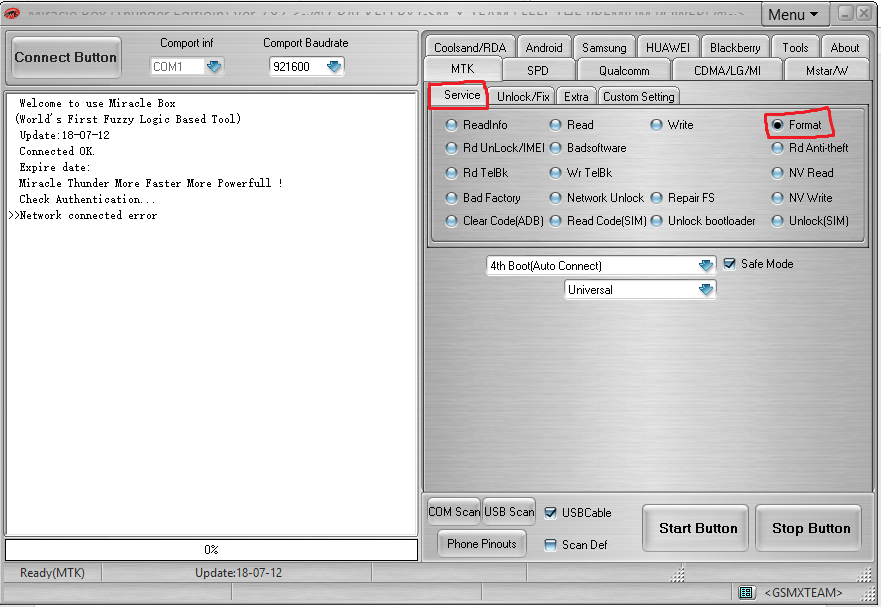 Menu
Connect Button
Comport inf
Comport Baudrate
COM1
921600
Welcome to use Miracle Box
(World's First Fuzzy Logic Based Tool)
Update:18-07-12
Connected OK.
Expire date:
Miracle Thunder More Faster More Powerfull !
Check Authentication...
>>Network connected error
0%
Ready(MTK)
Update:18-07-12
Coolsand/RDA
Android
Samsung
HUAWEI
Blackberry
Tools
About
MTK
SPD
Qualcomm
CDMA/LG/MI
Mstar/W
Service
Unlock/Fix
Extra
Custom Setting
ReadInfo
Read
Write
Format
Rd UnLock/IMEI
Badsoftware
Rd Anti-theft
Rd TelBk
Wr TelBk
NV Read
Bad Factory
Network Unlock
Repair FS
NV Write
Clear Code(ADB)
Read Code(SIM)
Unlock bootloader
Unlock(SIM)
4th Boot(Auto Connect)
Safe Mode
Universal
COM Scan
USB Scan
USBCable
Start Button
Stop Button
Phone Pinouts
Scan Def
<GSMXTEAM>